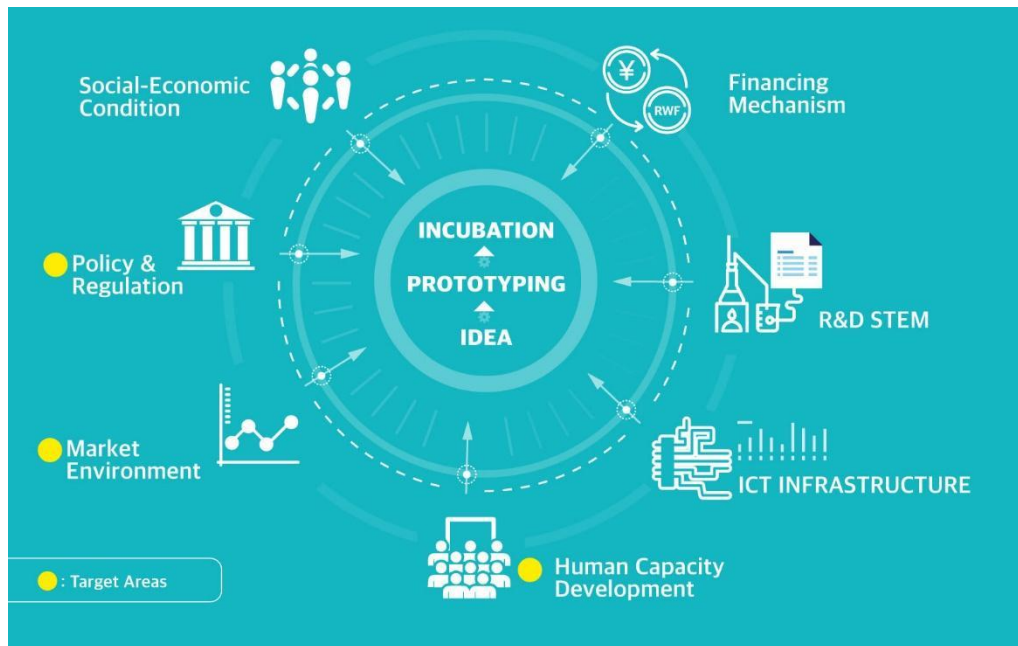 Social-Economic
Condition
¥
RWF
Financing
Mechanism
Policy &
Regulation
INCUBATION
PROTOTYPING
IDEA
R&D STEM
Market
Environment
ICT INFRASTRUCTURE
Human Capacity
Development
: Target Areas